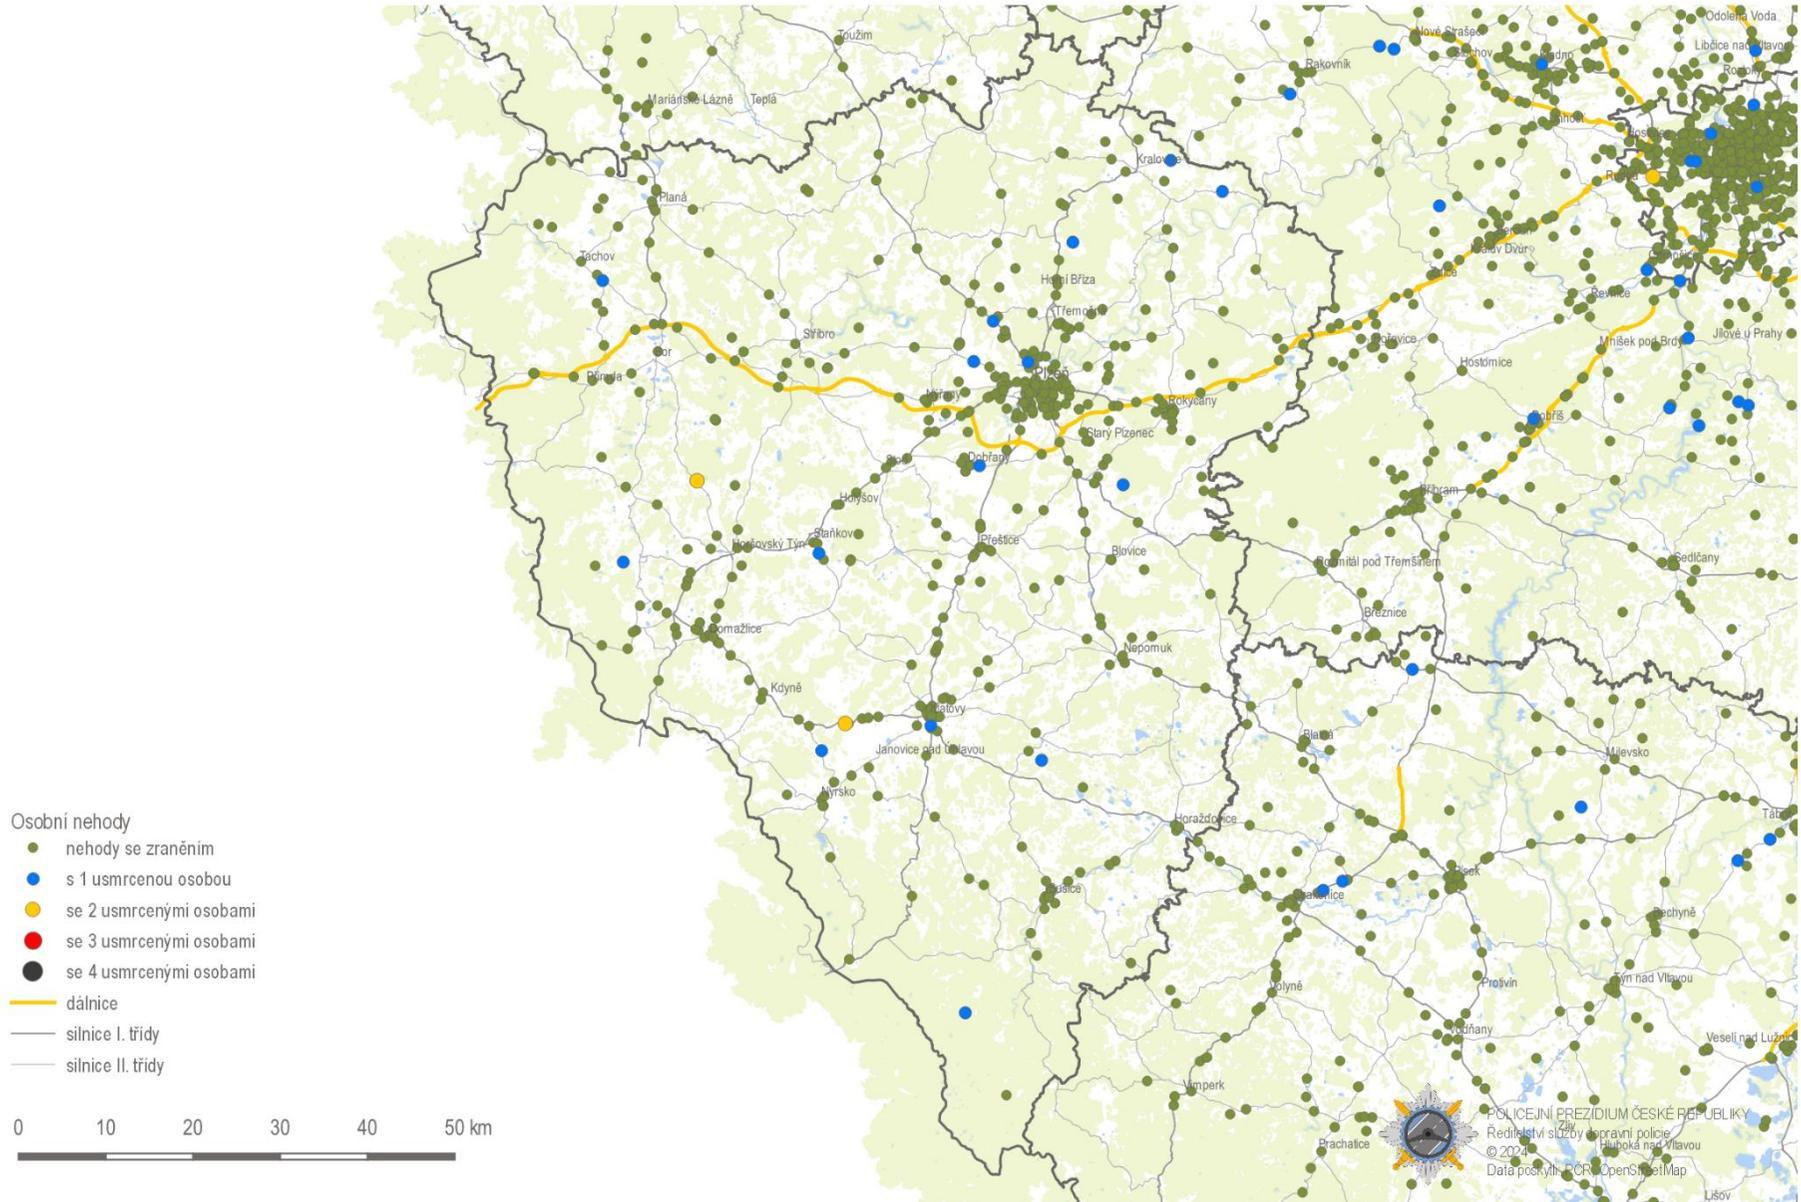 Odolena Voda
Toužim
Nové Strašecí
Libčice nad Vltavou
Kladno
Rakovník
Roztoky
Mariánské Lázně
Teplá
Kralovice
Planá
Králův Dvůr
Tachov
Horní Bříza
Řevnice
Třemošná
Stříbro
Mníšek pod Brdy
Jílové u Prahy
Hořovice
Hostomice
Plzeň
Přimda
Nýřany
Rokycany
Dobříš
Starý Plzenec
Dobřany
Příbram
Holýšov
Staňkov
Horšovský Týn
Přeštice
Blovice
Rožmitál pod Třemšínem
Sedlčany
Březnice
Domažlice
Nepomuk
Kdyně
Klatovy
Blatná
Janovice nad Úhlavou
Milevsko
Nýrsko
Horažďovice
Tábor
Sušice
Písek
Strakonice
Bechyně
Týn nad Vltavou
Protivín
Volyně
Vodňany
Veselí nad Lužnicí
Vimperk
Prachatice
Zliv
Hluboká nad Vltavou
Lišov
Osobní nehody
nehody se zraněním
s 1 usmrcenou osobou
se 2 usmrcenými osobami
se 3 usmrcenými osobami
se 4 usmrcenými osobami
dálnice
silnice I. třídy
silnice II. třídy
0 10 20 30 40 50 km
POLICEJNÍ PREZÍDIUM ČESKÉ REPUBLIKY
Ředitelství služby dopravní policie
© 2024
Data poskytli: PČR, OpenStreetMap